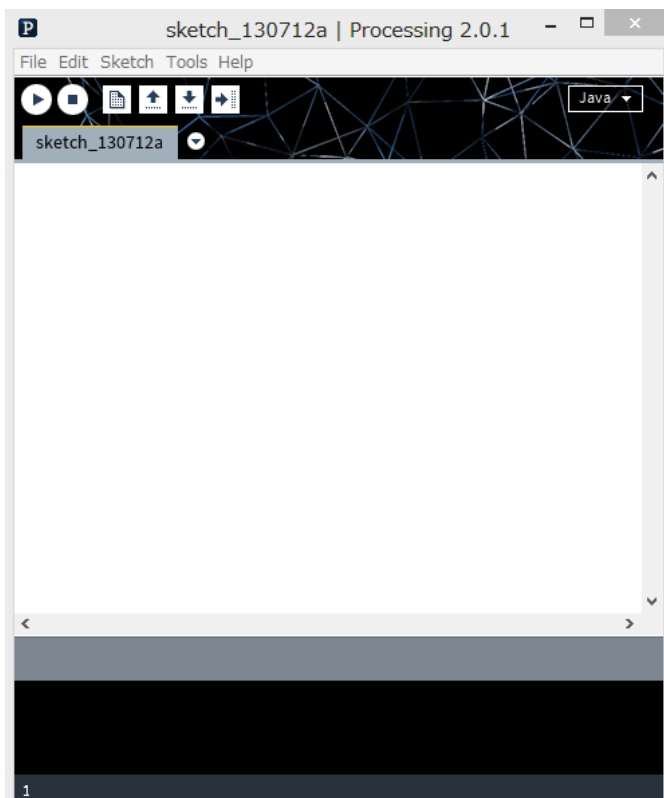 P sketch_130712a | Processing 2.0.1
File Edit Sketch Tools Help
Java
sketch_130712a
1